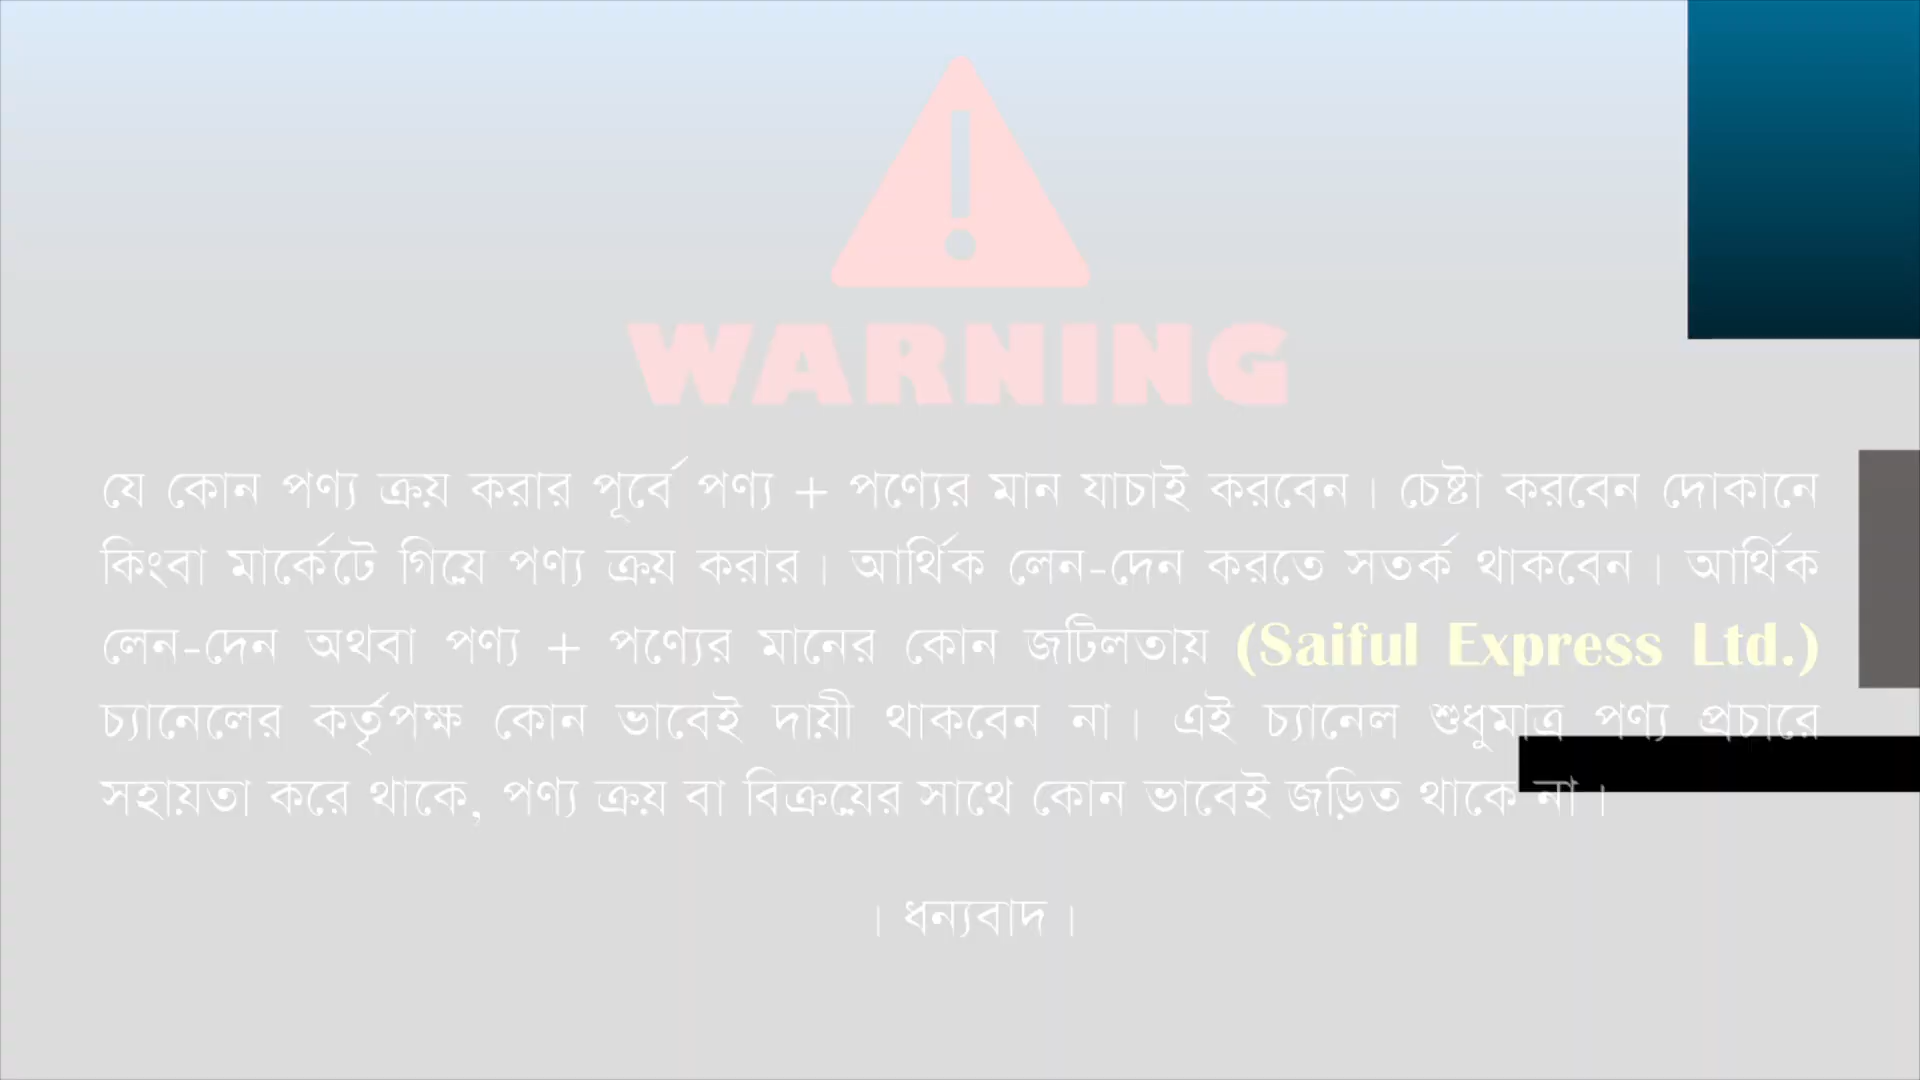 WARNING
যে কোন পণ্য ক্রয় করার পূর্বে পণ্য + পণ্যের মান যাচাই করবেন। চেষ্টা করবেন দোকানে
কিংবা মার্কেটে গিয়ে পণ্য ক্রয় করার। আর্থিক লেন-দেন করতে সতর্ক থাকবেন। আর্থিক
লেন-দেন অথবা পণ্য + পণ্যের মানের কোন জটিলতায় (Saiful Express Ltd.)
চ্যানেলের কর্তৃপক্ষ কোন ভাবেই দায়ী থাকবেন না। এই চ্যানেল শুধুমাত্র পণ্য প্রচারে
সহায়তা করে থাকে, পণ্য ক্রয় বা বিক্রয়ের সাথে কোন ভাবেই জড়িত থাকে না।
। ধন্যবাদ ।